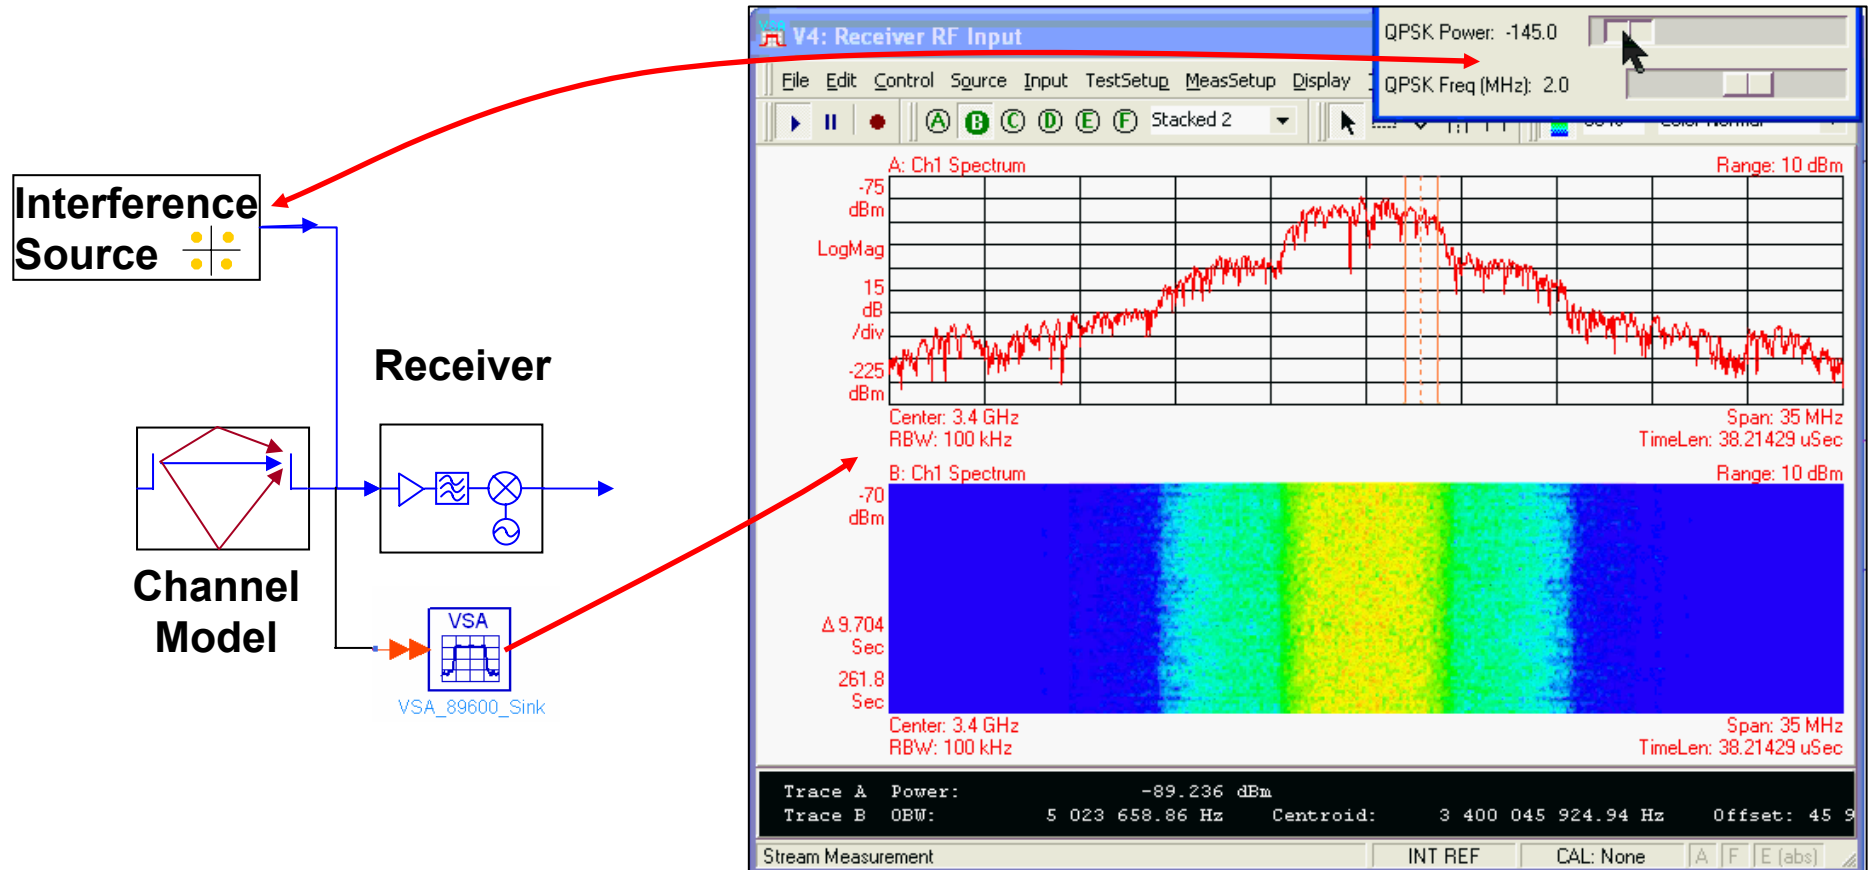 Interference
Source
Receiver
Channel
Model
VSA
VSA_89600_Sink
V4: Receiver RF Input
QPSK Power: -145.0
QPSK Freq (MHz): 2.0
File Edit Control Source Input TestSetup MeasSetup Display
A B C D E F Stacked 2
A: Ch1 Spectrum Range: 10 dBm
-75
dBm
LogMag
15
dB
/div
-225
dBm
Center: 3.4 GHz Span: 35 MHz
RBW: 100 kHz TimeLen: 38.21429 uSec
B: Ch1 Spectrum Range: 10 dBm
-70
dBm
Δ 9.704
Sec
261.8
Sec
Center: 3.4 GHz Span: 35 MHz
RBW: 100 kHz TimeLen: 38.21429 uSec
Trace A Power: -89.236 dBm
Trace B OBW: 5 023 658.86 Hz Centroid: 3 400 045 924.94 Hz Offset: 45 9
Stream Measurement INT REF CAL: None A F E (abs)